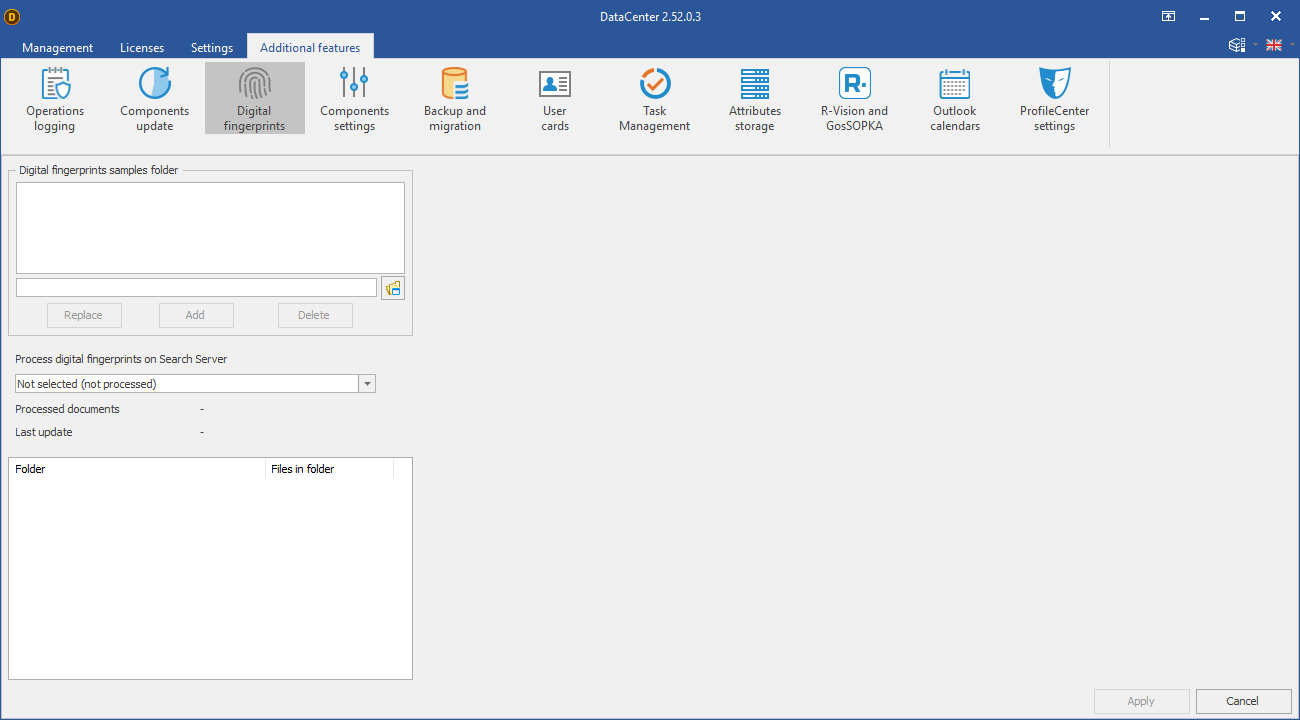 D
DataCenter 2.52.0.3
Management Licenses Settings Additional features
Operations logging
Components update
Digital fingerprints
Components settings
Backup and migration
User cards
Task Management
Attributes storage
R-Vision and GosSOPKA
Outlook calendars
ProfileCenter settings
Digital fingerprints samples folder
Replace Add Delete
Process digital fingerprints on Search Server
Not selected (not processed)
Processed documents -
Last update -
Folder Files in folder
Apply Cancel